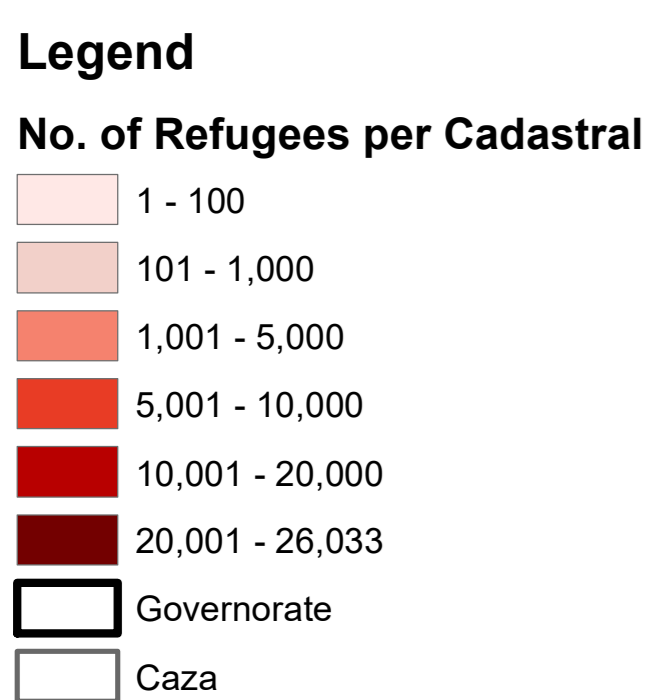 Legend
No. of Refugees per Cadastral
1 - 100
101 - 1,000
1,001 - 5,000
5,001 - 10,000
10,001 - 20,000
20,001 - 26,033
Governorate
Caza